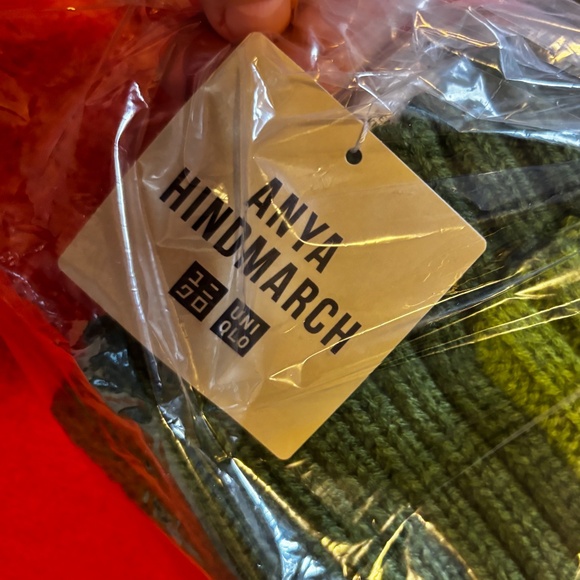 ANYA
HINDMARCH
ユニ
クロ
UNI
QLO